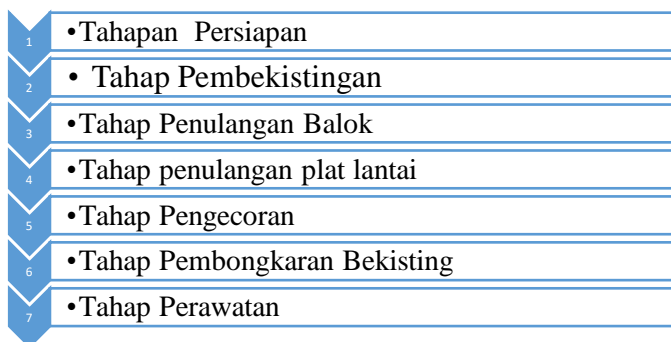 1 •Tahapan Persiapan
2 • Tahap Pembekistingan
3 •Tahap Penulangan Balok
4 •Tahap penulangan plat lantai
5 •Tahap Pengecoran
6 •Tahap Pembongkaran Bekisting
7 •Tahap Perawatan